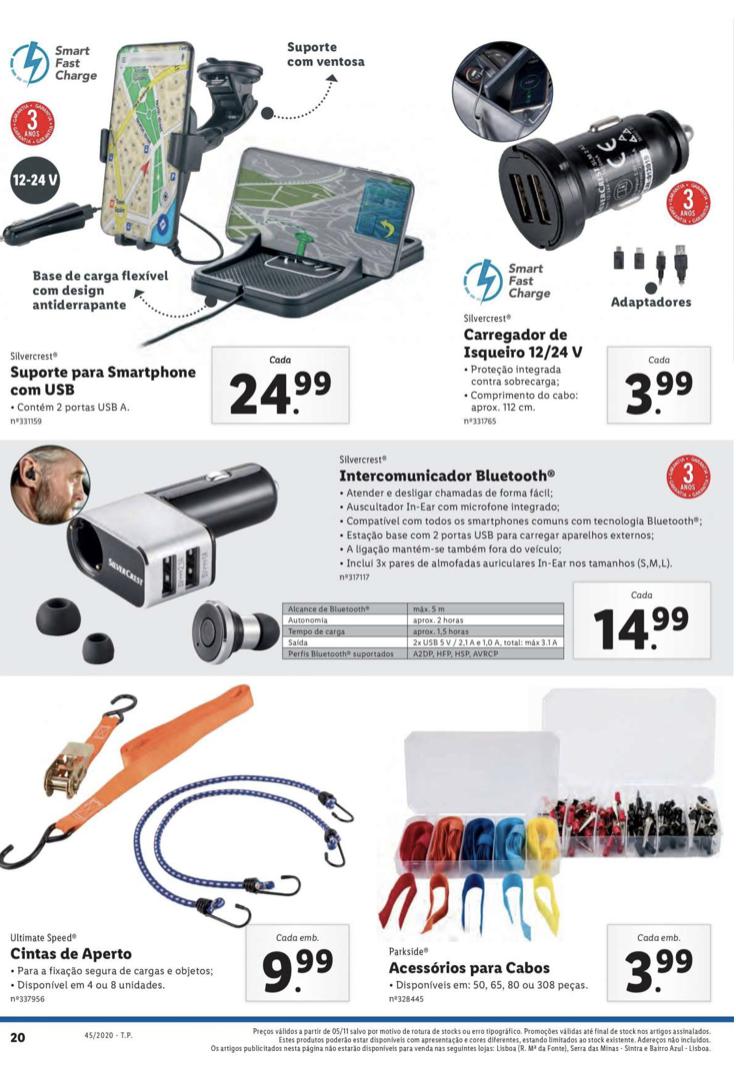 Smart
Fast
Charge
GARANTIA
3
ANOS
12-24 V
Suporte
com ventosa
Base de carga flexível
com design
antiderrapante
Silvercrest®
Suporte para Smartphone
com USB
• Contém 2 portas USB A.
nº331159
Cada
24.99
3
ANOS
Smart
Fast
Charge
Adaptadores
Silvercrest®
Carregador de
Isqueiro 12/24 V
• Proteção integrada
contra sobrecarga;
• Comprimento do cabo:
aprox. 112 cm.
nº331765
Cada
3.99
SILVERCREST
Silvercrest®
Intercomunicador Bluetooth®
• Atender e desligar chamadas de forma fácil;
• Auscultador In-Ear com microfone integrado;
• Compatível com todos os smartphones comuns com tecnologia Bluetooth®;
• Estação base com 2 portas USB para carregar aparelhos externos;
• A ligação mantém-se também fora do veículo;
• Inclui 3x pares de almofadas auriculares In-Ear nos tamanhos (S,M,L).
nº317117
3
ANOS
Alcance de Bluetooth® máx. 5 m
Autonomia aprox. 2 horas
Tempo de carga aprox. 1,5 horas
Saída 2x USB 5 V / 2,1 A e 1,0 A, total: máx 3.1 A
Perfis Bluetooth® suportados A2DP, HFP, HSP, AVRCP
Cada
14.99
Ultimate Speed®
Cintas de Aperto
• Para a fixação segura de cargas e objetos;
• Disponível em 4 ou 8 unidades.
nº337956
Cada emb.
9.99
Parkside®
Acessórios para Cabos
• Disponíveis em: 50, 65, 80 ou 308 peças.
nº328445
Cada emb.
3.99
20
45/2020 - T.P.
Preços válidos a partir de 05/11 salvo por motivo de rotura de stocks ou erro tipográfico. Promoções válidas até final de stock nos artigos assinalados.
Estes produtos poderão estar disponíveis com apresentação e cores diferentes, estando limitados ao stock existente. Adereços não incluídos.
Os artigos publicitados nesta página não estarão disponíveis para venda nas seguintes lojas: Lisboa (R. Mª da Fonte), Serra das Minas - Sintra e Bairro Azul - Lisboa.